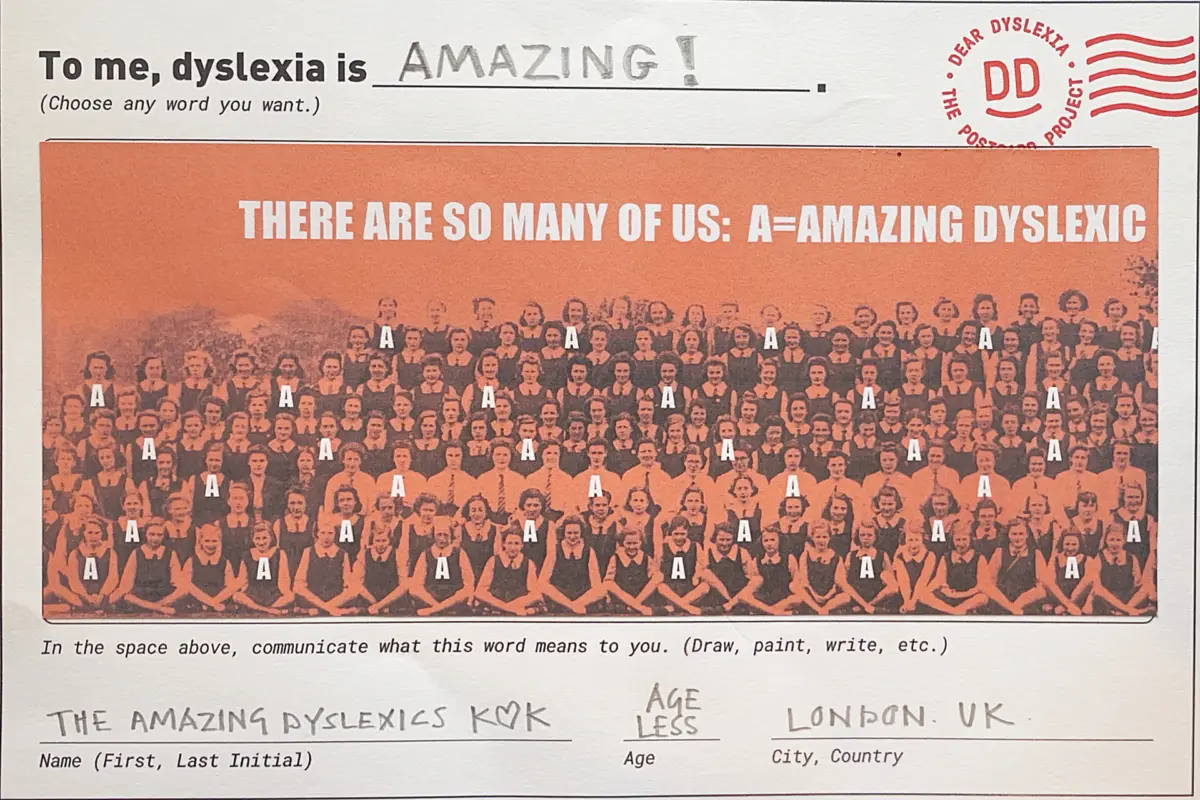 To me, dyslexia is AMAZING! .
(Choose any word you want.)
• DEAR DYSLEXIA • THE POSTCARD PROJECT
DD
THERE ARE SO MANY OF US: A=AMAZING DYSLEXIC
A A A A A
A A A A A A
A A A A A A
A A A A A
A A A A A A
A A A A A A
In the space above, communicate what this word means to you. (Draw, paint, write, etc.)
THE AMAZING DYSLEXICS K♡K
AGE
LESS
LONDON. UK.
Name (First, Last Initial)
Age
City, Country